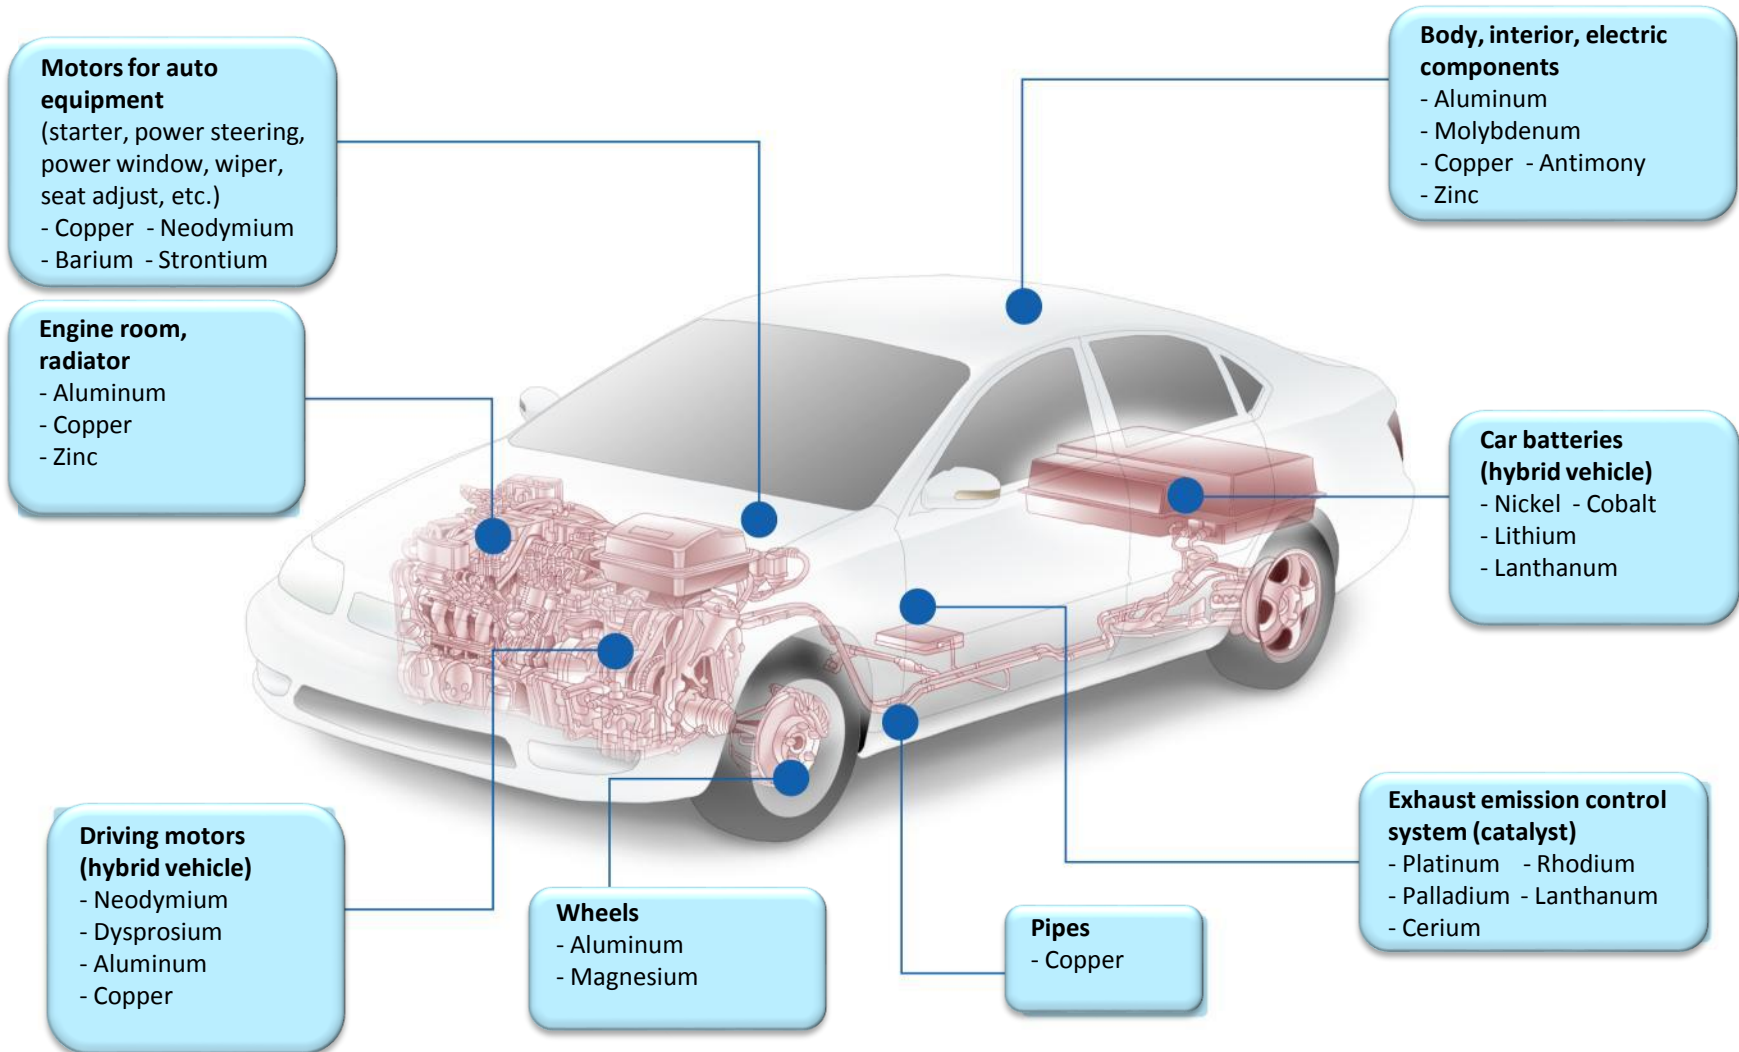 Motors for auto
equipment
(starter, power steering,
power window, wiper,
seat adjust, etc.)
- Copper - Neodymium
- Barium - Strontium
Engine room,
radiator
- Aluminum
- Copper
- Zinc
Driving motors
(hybrid vehicle)
- Neodymium
- Dysprosium
- Aluminum
- Copper
Wheels
- Aluminum
- Magnesium
Pipes
- Copper
Body, interior, electric
components
- Aluminum
- Molybdenum
- Copper - Antimony
- Zinc
Car batteries
(hybrid vehicle)
- Nickel - Cobalt
- Lithium
- Lanthanum
Exhaust emission control
system (catalyst)
- Platinum - Rhodium
- Palladium - Lanthanum
- Cerium